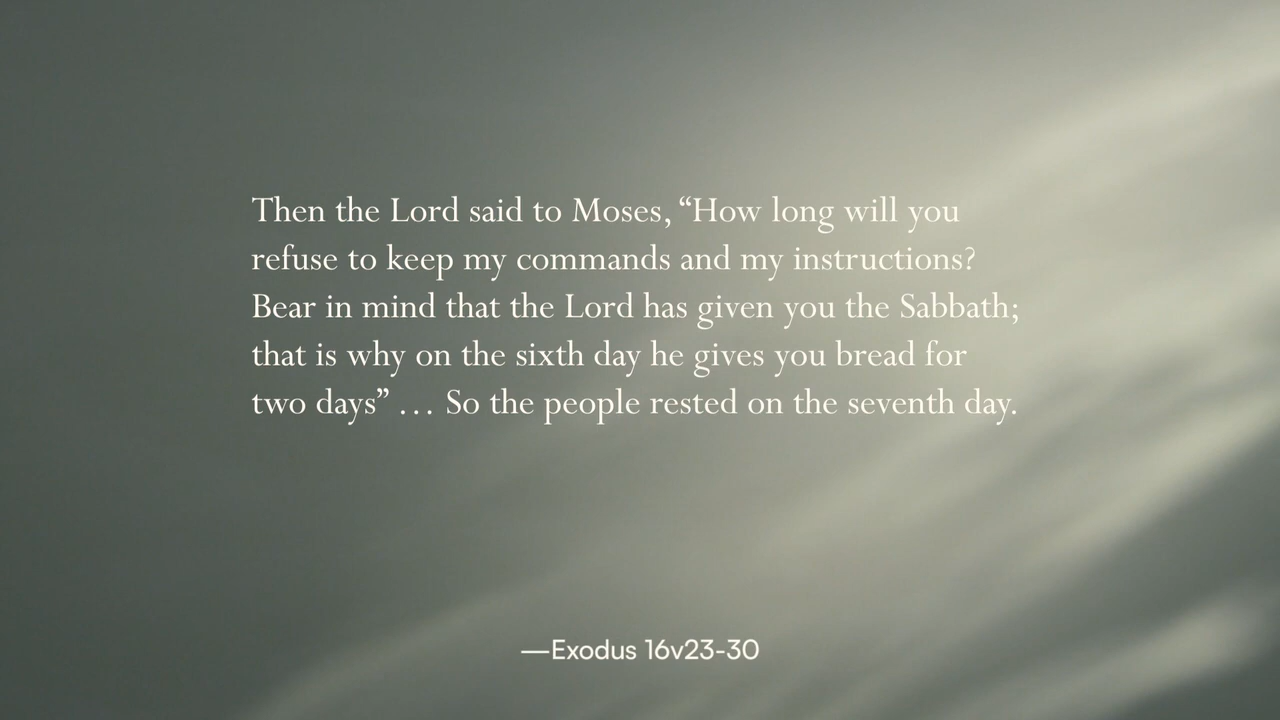 Then the Lord said to Moses, “How long will you
refuse to keep my commands and my instructions?
Bear in mind that the Lord has given you the Sabbath;
that is why on the sixth day he gives you bread for
two days” … So the people rested on the seventh day.
—Exodus 16v23-30